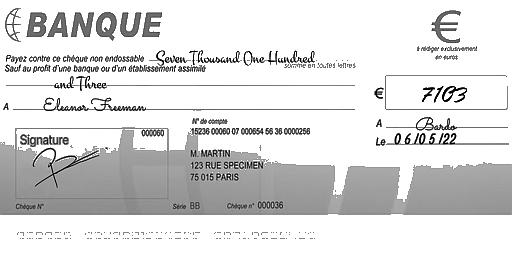 BANQUE
€
à rédiger exclusivement
en euros
Payez contre ce chèque non endossable Seven Thousand One Hundred
Sauf au profit d'une banque ou d'un établissement assimilé
somme en toutes lettres
and Three
€ 7103
A Eleanor Freeman
A Bardo
Le 06/05/22
Signature
000060
N° de compte
15236 00060 07 000654 56 36 0000256
M. MARTIN
123 RUE SPECIMEN
75 015 PARIS
Chèque N°
Série BB
Chèque n° 000036